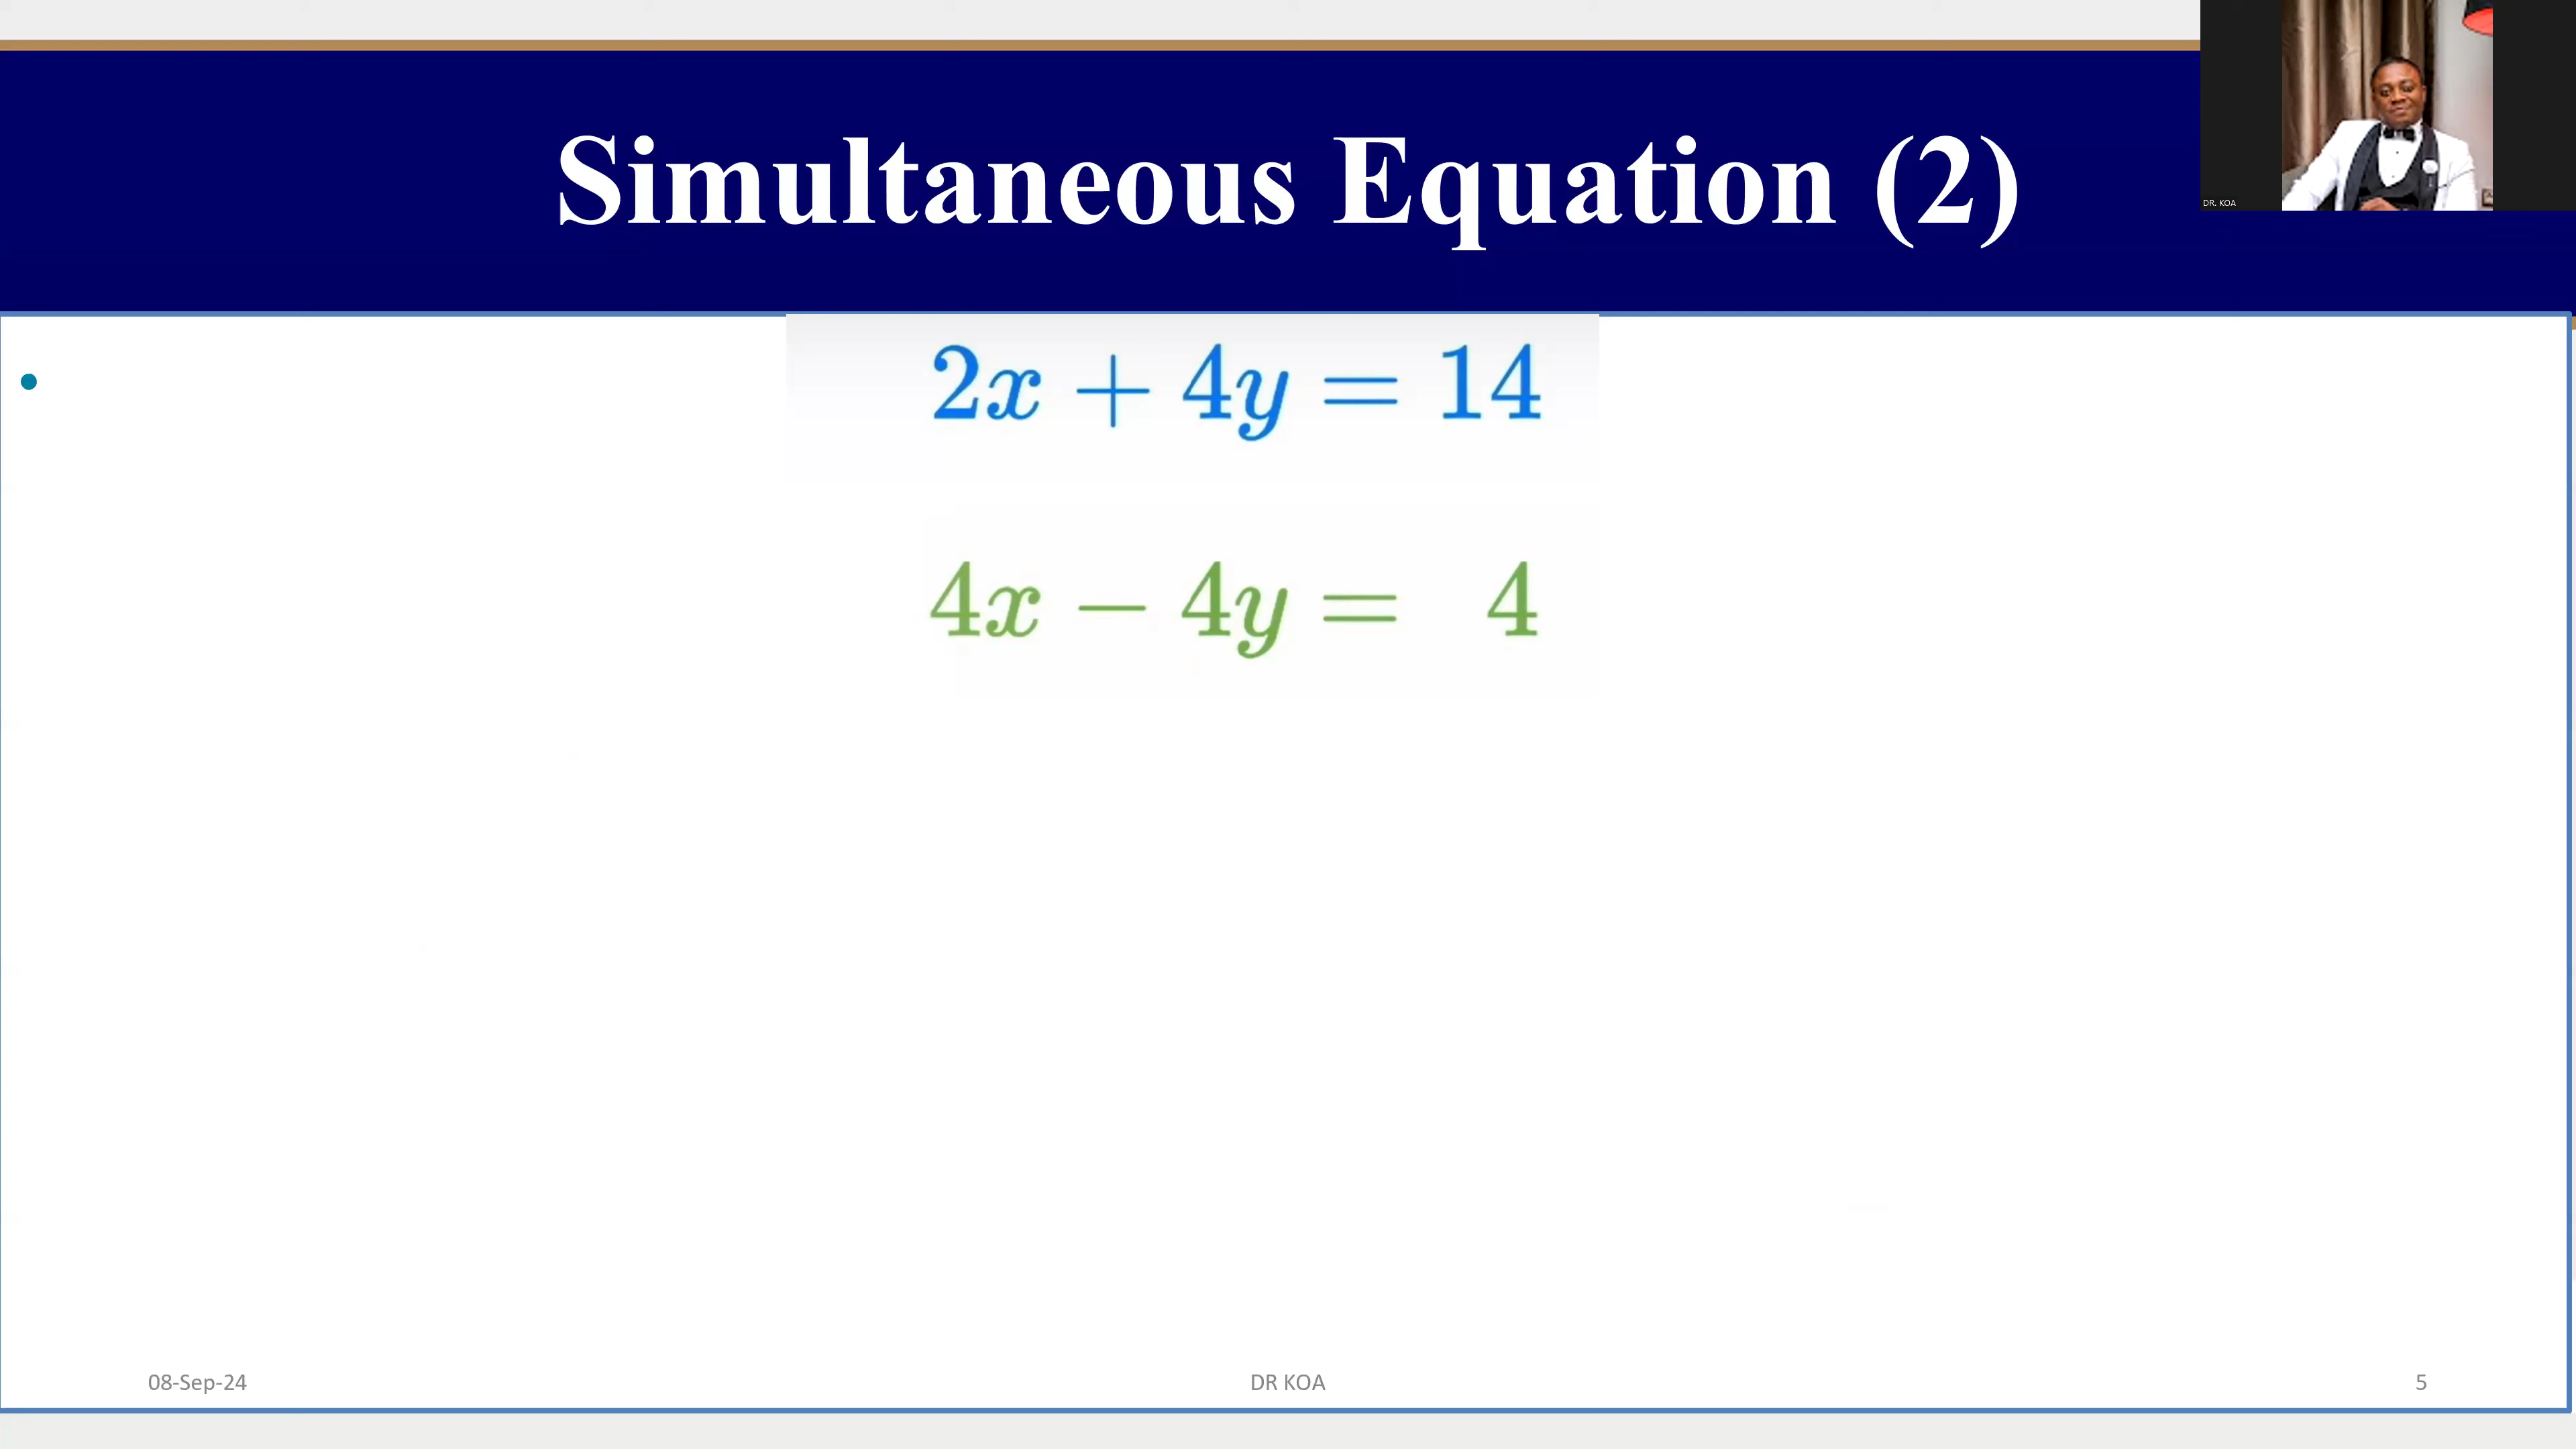 Simultaneous Equation (2)
DR. KOA
2x + 4y = 14
4x − 4y = 4
08-Sep-24
DR KOA
5